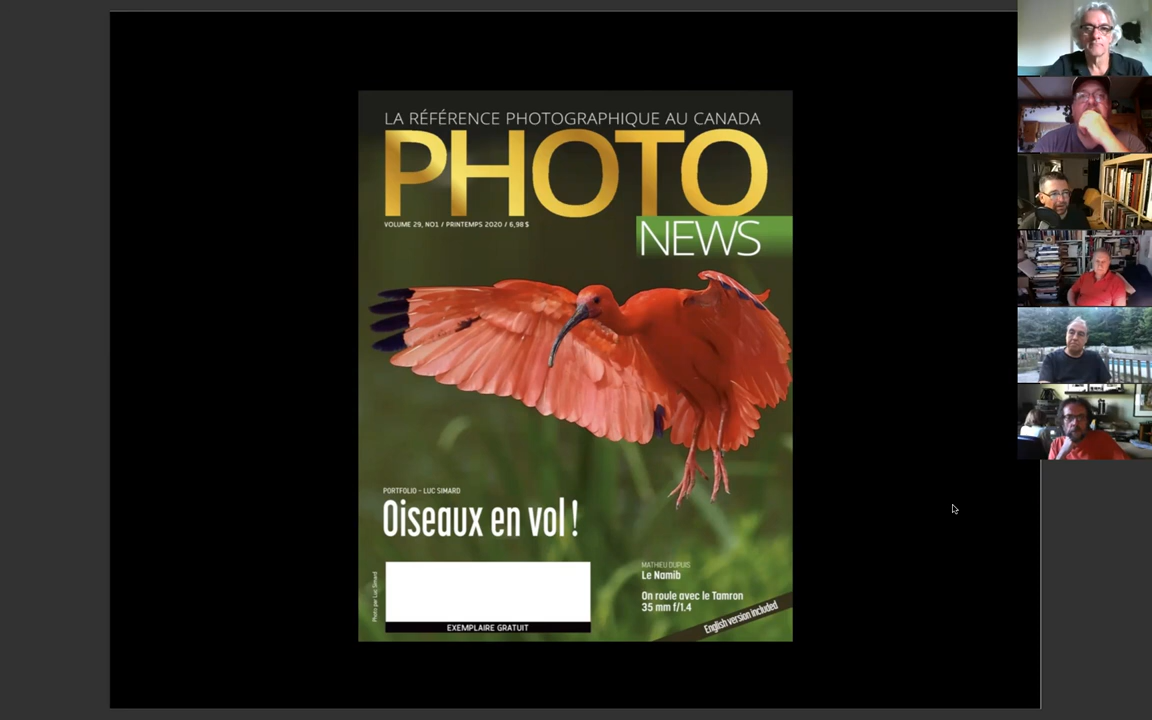 LA RÉFÉRENCE PHOTOGRAPHIQUE AU CANADA
PHOTO
VOLUME 29, NO1 / PRINTEMPS 2020 / 6,98 $
NEWS
PORTFOLIO - LUC SIMARD
Oiseaux en vol !
Photo par Luc Simard
EXEMPLAIRE GRATUIT
MATHIEU DUPUIS
Le Namib
On roule avec le Tamron
35 mm f/1.4
English version included